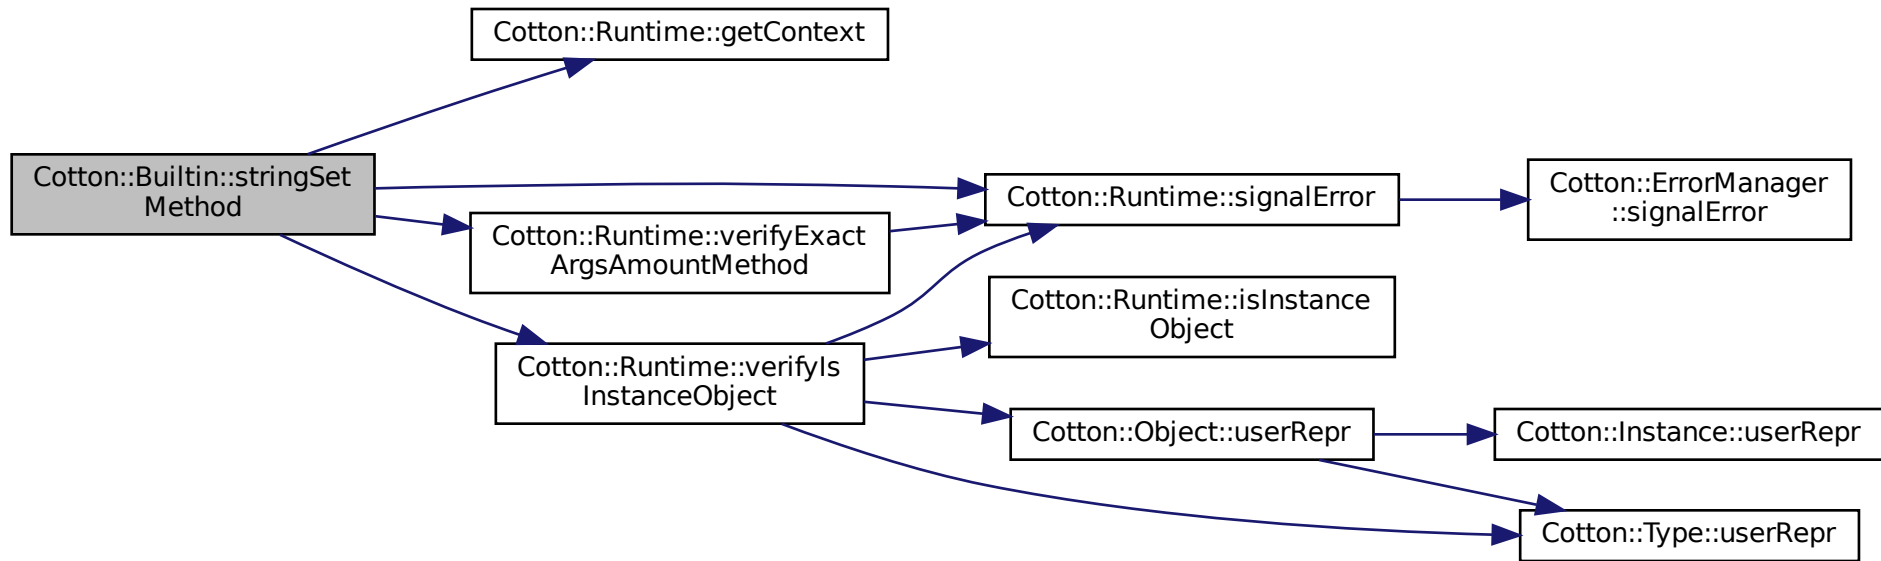 Cotton::Runtime::getContext
Cotton::Builtin::stringSet
Method
Cotton::Runtime::signalError
Cotton::ErrorManager
::signalError
Cotton::Runtime::verifyExact
ArgsAmountMethod
Cotton::Runtime::isInstance
Object
Cotton::Runtime::verifyIs
InstanceObject
Cotton::Object::userRepr
Cotton::Instance::userRepr
Cotton::Type::userRepr